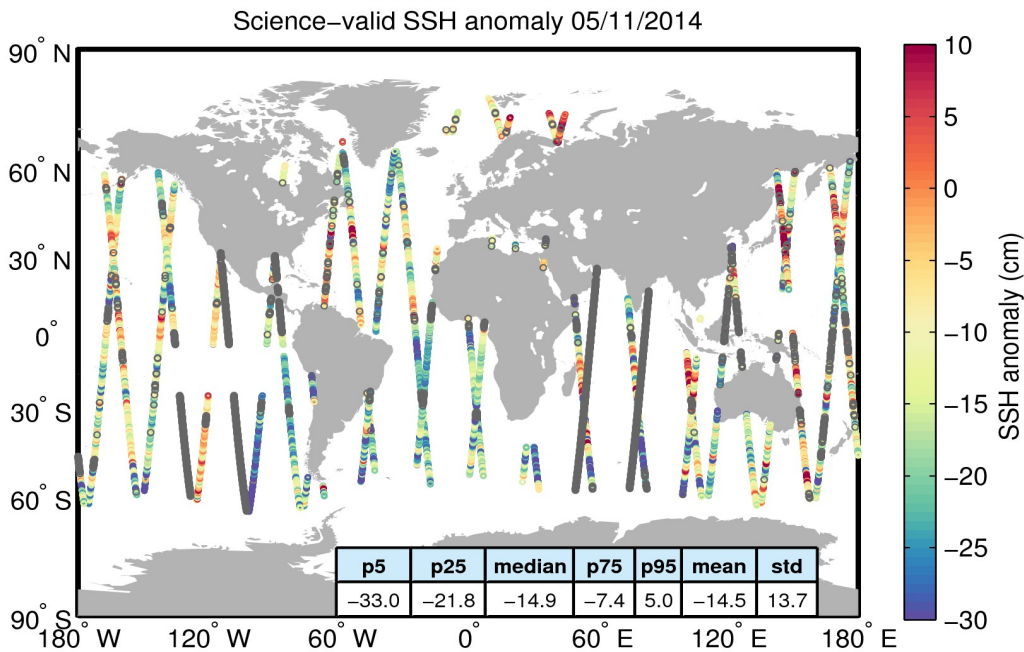 Science−valid SSH anomaly 05/11/2014
90° N
60° N
30° N
0°
30° S
60° S
90° S
180° W
120° W
60° W
0°
60° E
120° E
180° E
p5 p25 median p75 p95 mean std
−33.0 −21.8 −14.9 −7.4 5.0 −14.5 13.7
10
5
0
−5
−10
−15
−20
−25
−30
SSH anomaly (cm)